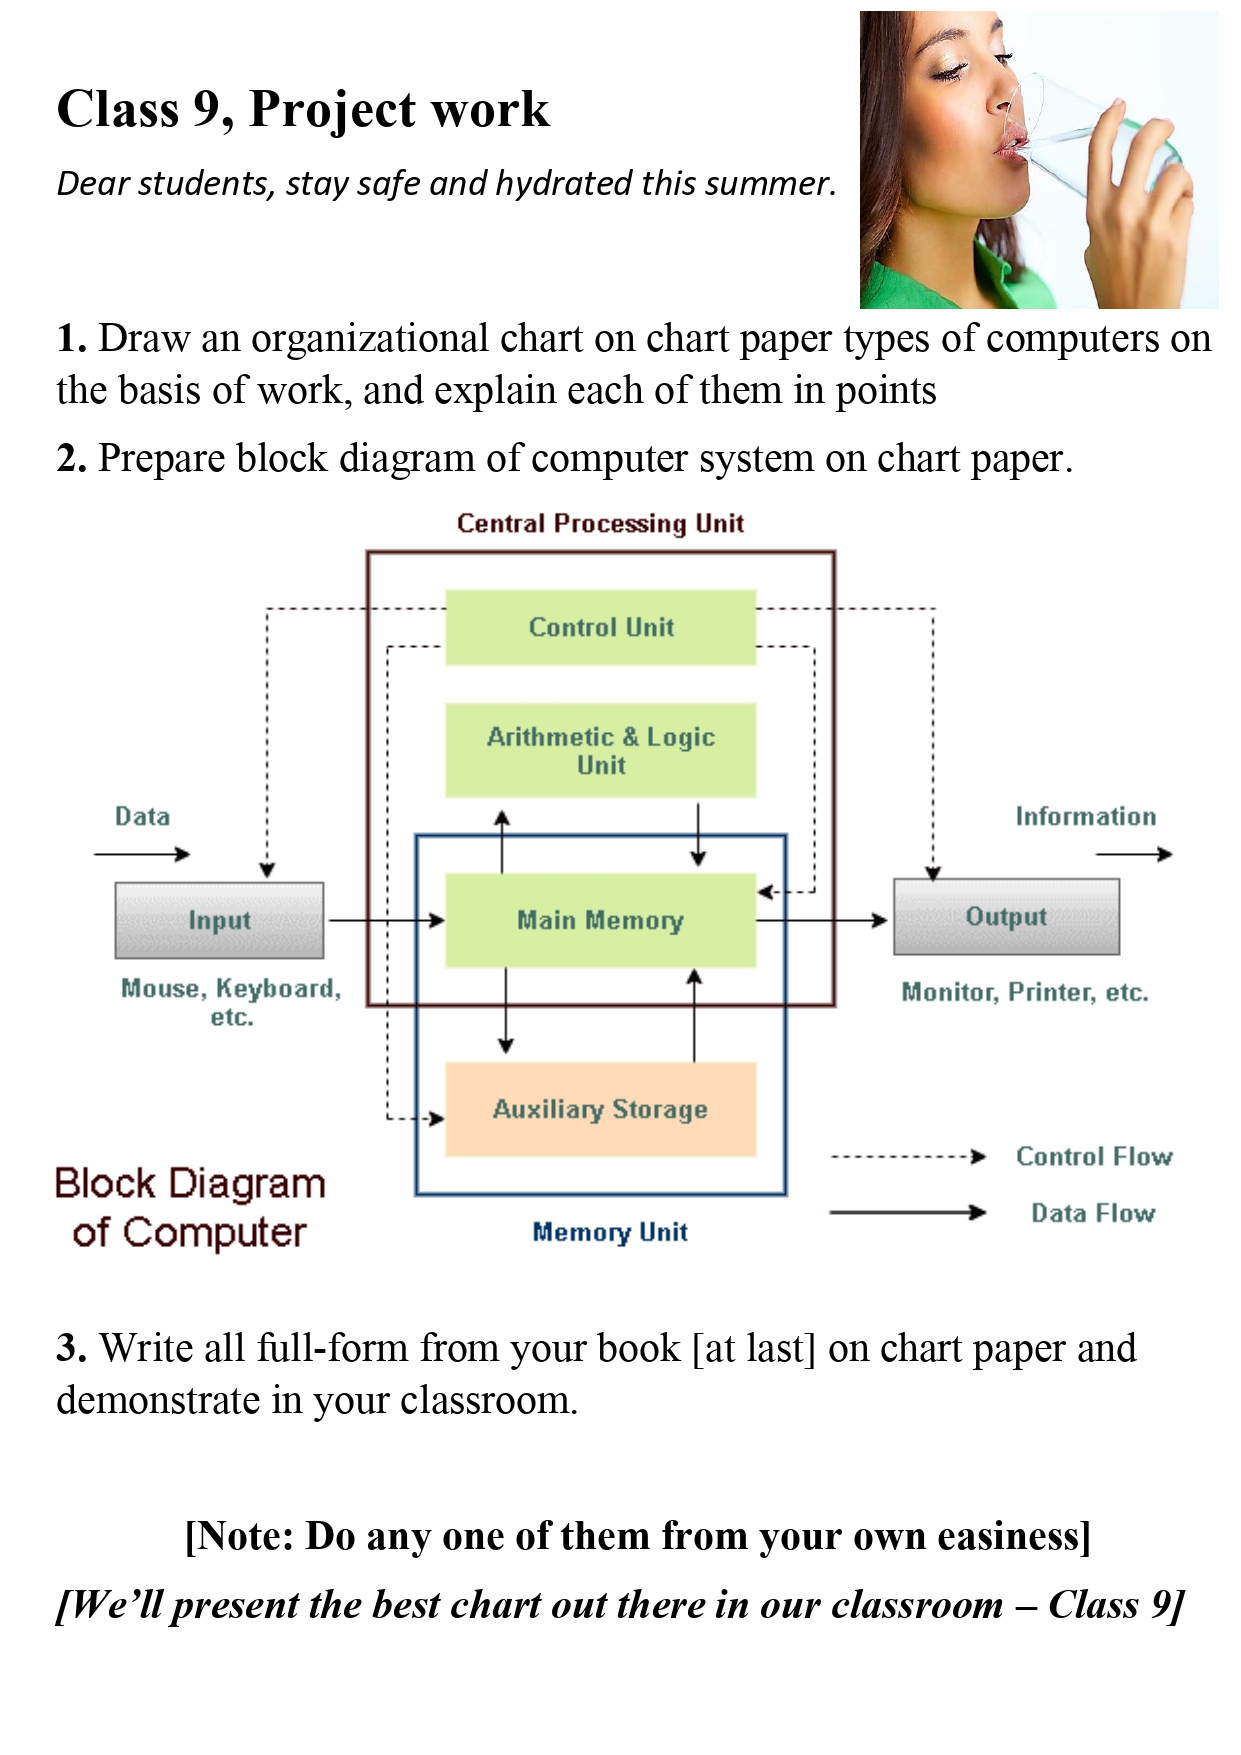 Class 9, Project work
Dear students, stay safe and hydrated this summer.
1. Draw an organizational chart on chart paper types of computers on
the basis of work, and explain each of them in points
2. Prepare block diagram of computer system on chart paper.
Central Processing Unit
Control Unit
Arithmetic & Logic
Unit
Data
Information
Input
Main Memory
Output
Mouse, Keyboard,
etc.
Monitor, Printer, etc.
Auxiliary Storage
Control Flow
Block Diagram
of Computer
Data Flow
Memory Unit
3. Write all full-form from your book [at last] on chart paper and
demonstrate in your classroom.
[Note: Do any one of them from your own easiness]
[We’ll present the best chart out there in our classroom – Class 9]